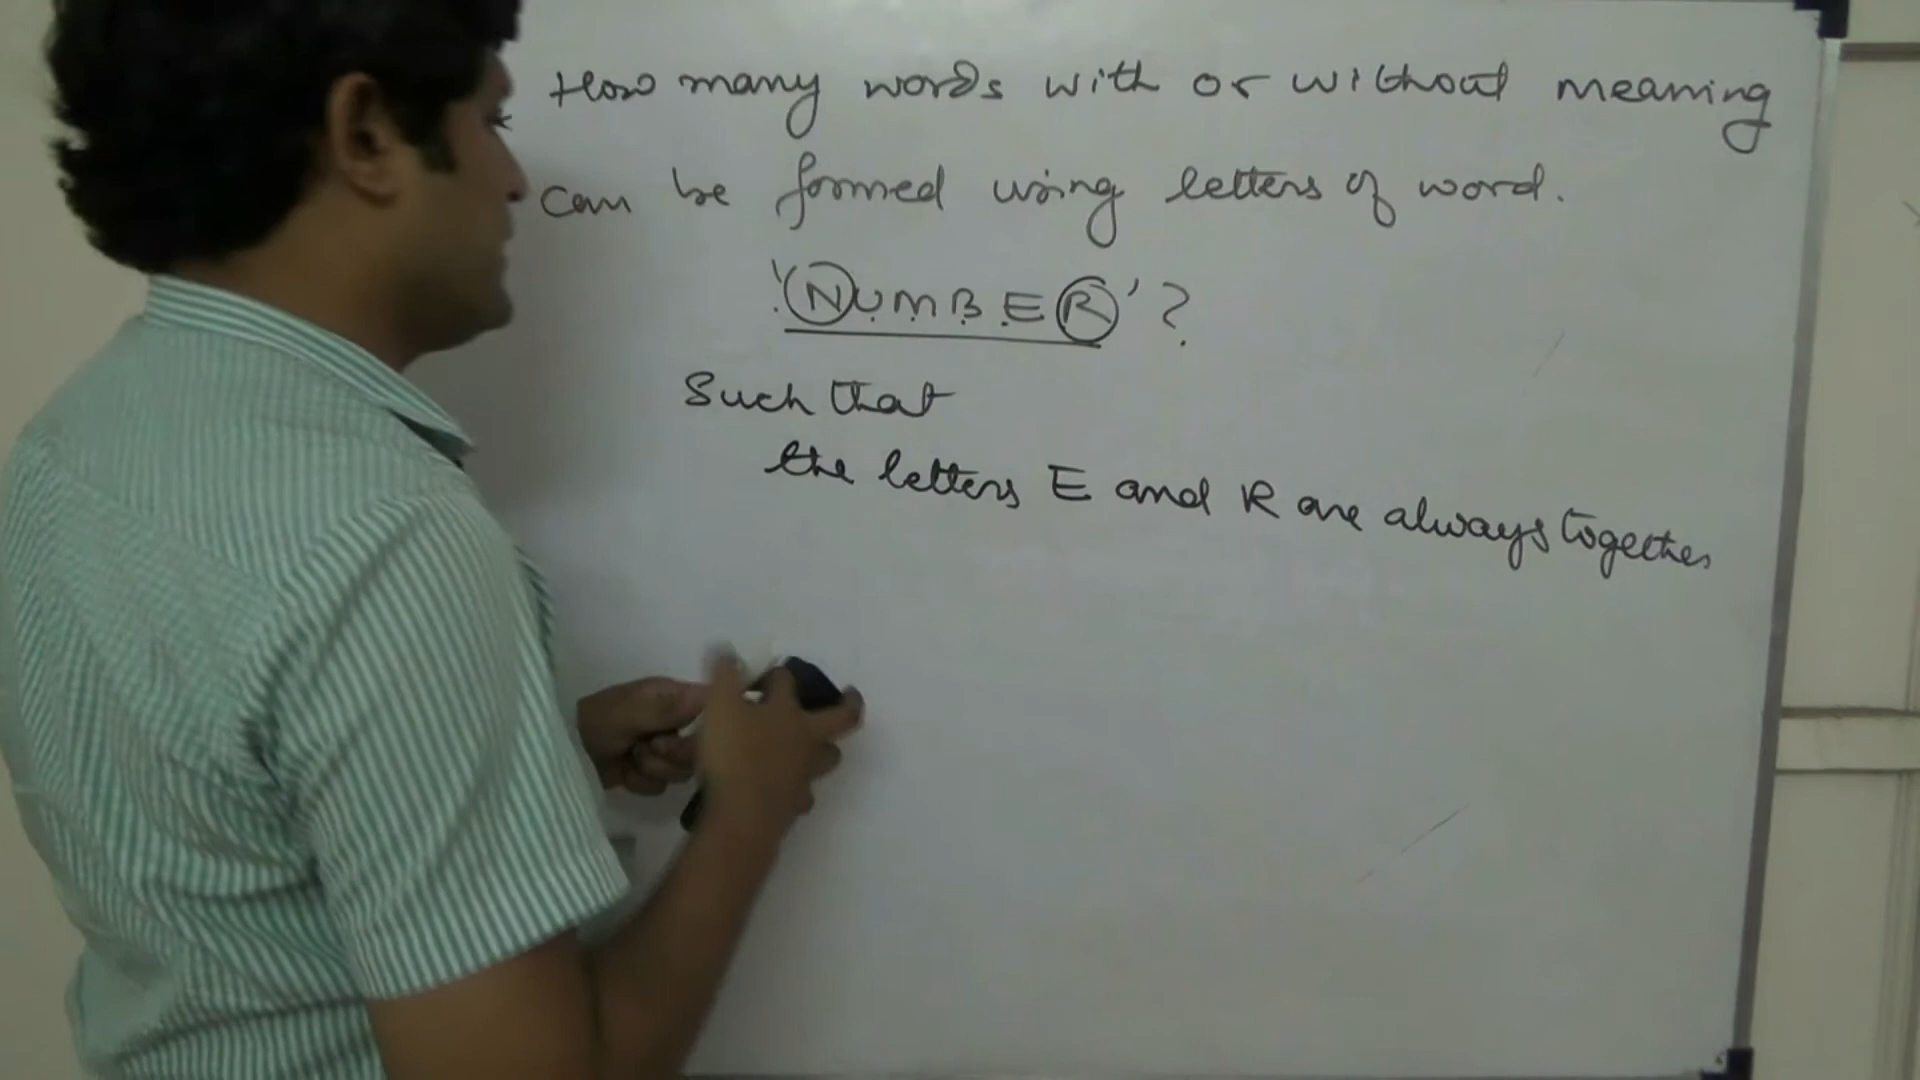 How many words with or without meaning
can be formed using letters of word.
'NUMBER' ?
Such that
the letters E and R are always together